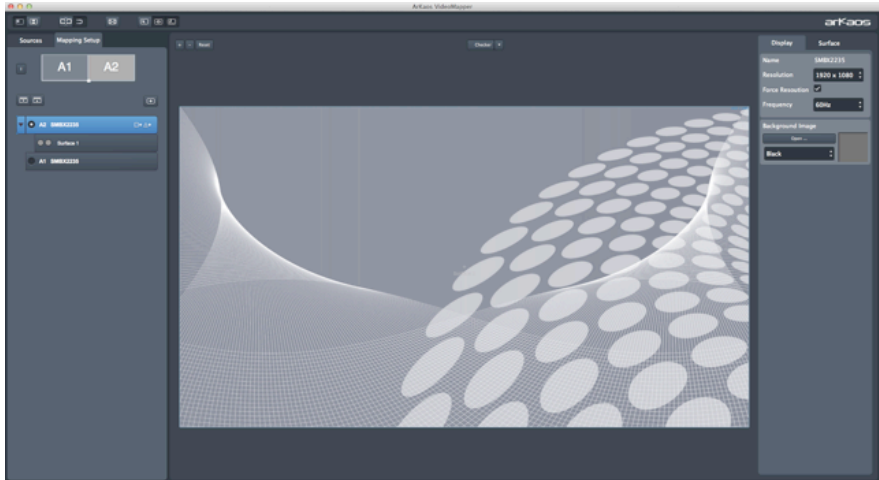 ArKaos VideoMapper
arKaos
Sources
Mapping Setup
Reset
Checker
Display
Surface
A1
A2
Name
SMBX2235
Resolution
1920 x 1080
Force Resoution
Frequency
60Hz
A2 SMBX2235
Surface 1
A1 SMBX2235
Background Image
Open ...
Black